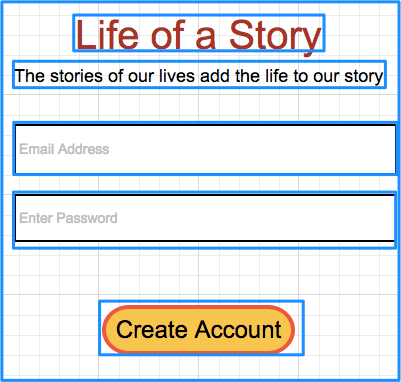 Life of a Story
The stories of our lives add the life to our story
Email Address
Enter Password
Create Account